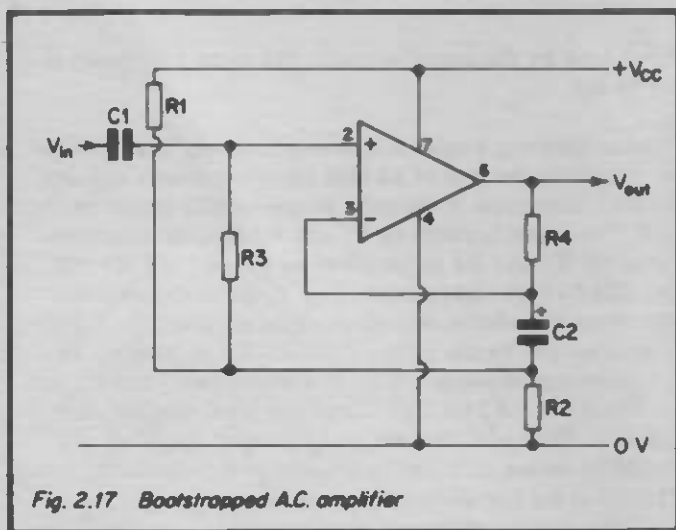 +Vcc
C1
R1
Vin
2
+
7
6
Vout
3
-
4
R4
R3
+
C2
R2
0 V
Fig. 2.17 Bootstrapped A.C. amplifier